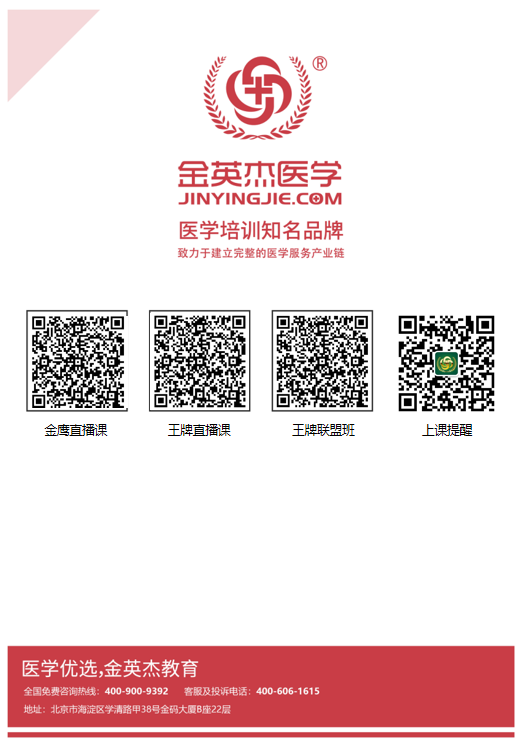 ®
金英杰医学
JINYINGJIE.COM
医学培训知名品牌
致力于建立完整的医学服务产业链
金鹰直播课 王牌直播课 王牌联盟班 上课提醒
医学优选,金英杰教育
全国免费咨询热线：400-900-9392 客服及投诉电话：400-606-1615
地址：北京市海淀区学清路甲38号金码大厦B座22层